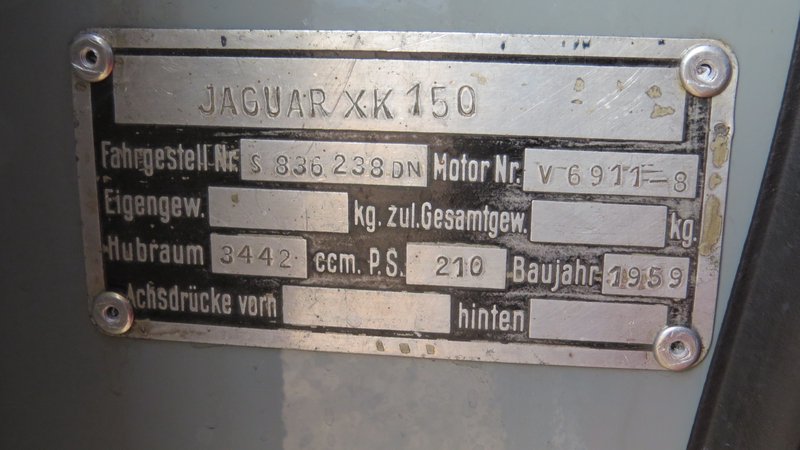 JAGUAR/XK 150
Fahrgestell Nr. S 836 238 DN Motor Nr. V 6911-8
Eigengew. kg. zul. Gesamtgew. kg.
Hubraum 3442 ccm. P.S. 210 Baujahr 1959
Achsdrücke vorn hinten